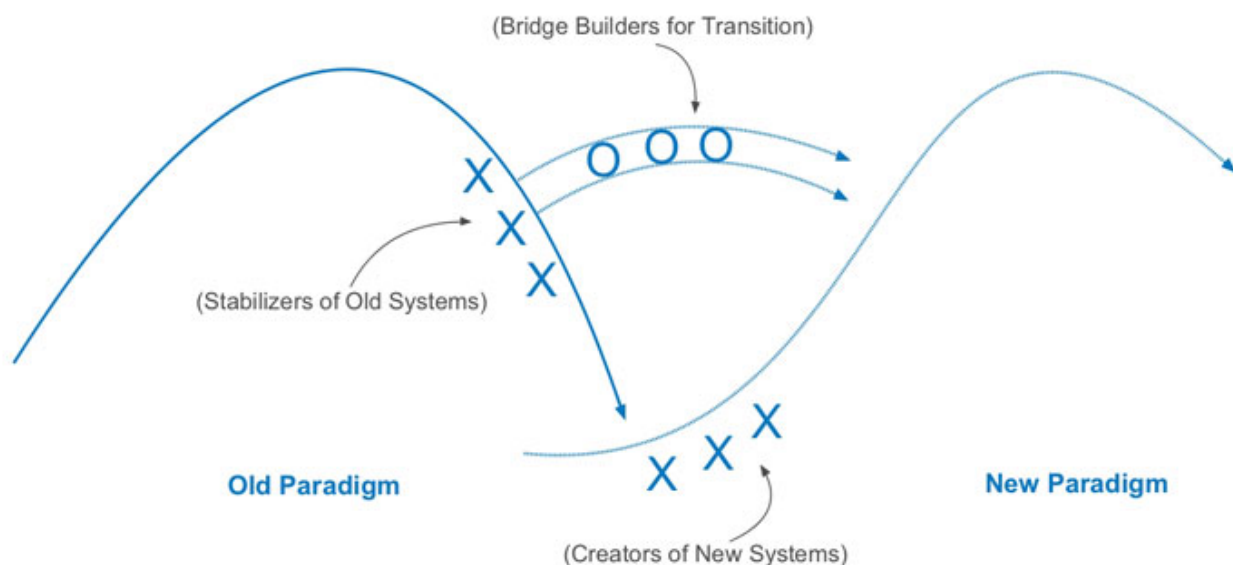 (Bridge Builders for Transition)
X
O O O
X
X
(Stabilizers of Old Systems)
X
X
X
Old Paradigm
New Paradigm
(Creators of New Systems)